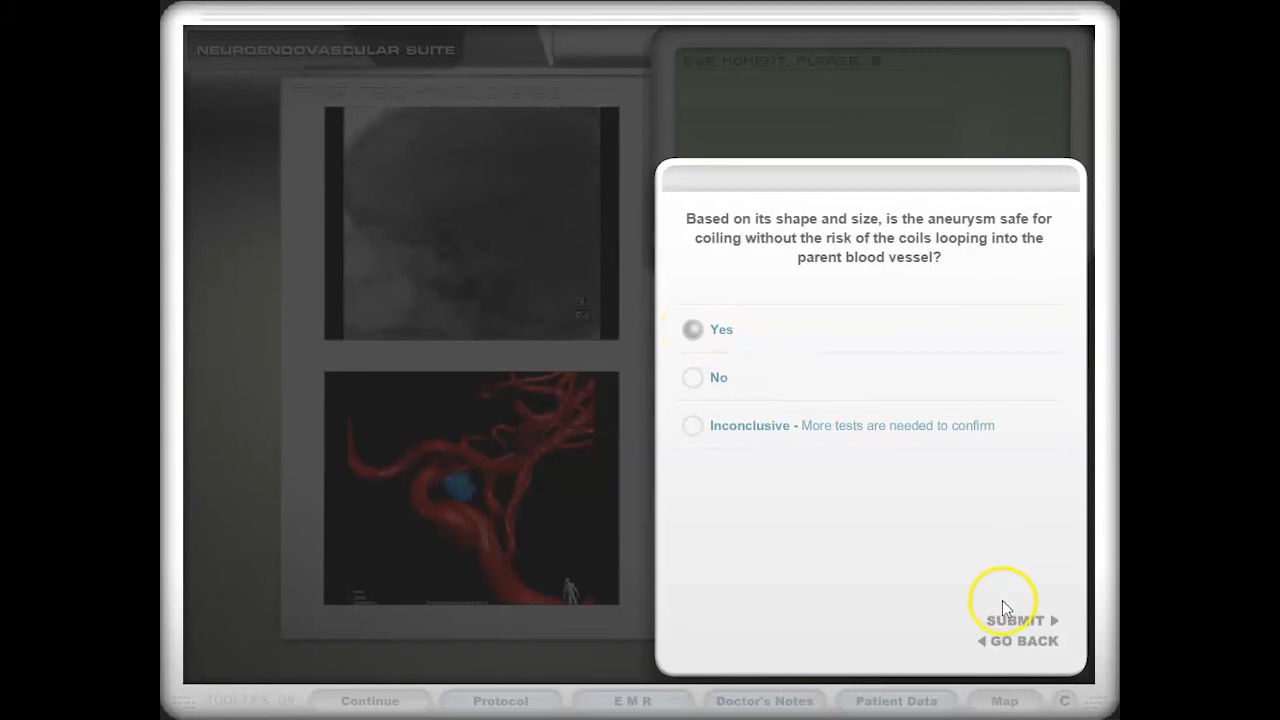 NEUROENDOVASCULAR SUITE
ONE MOMENT, PLEASE...
Based on its shape and size, is the aneurysm safe for
coiling without the risk of the coils looping into the
parent blood vessel?
Yes
No
Inconclusive - More tests are needed to confirm
SUBMIT
GO BACK
TOOLTIPS ON
Continue
Protocol
E M R
Doctor's Notes
Patient Data
Map
C